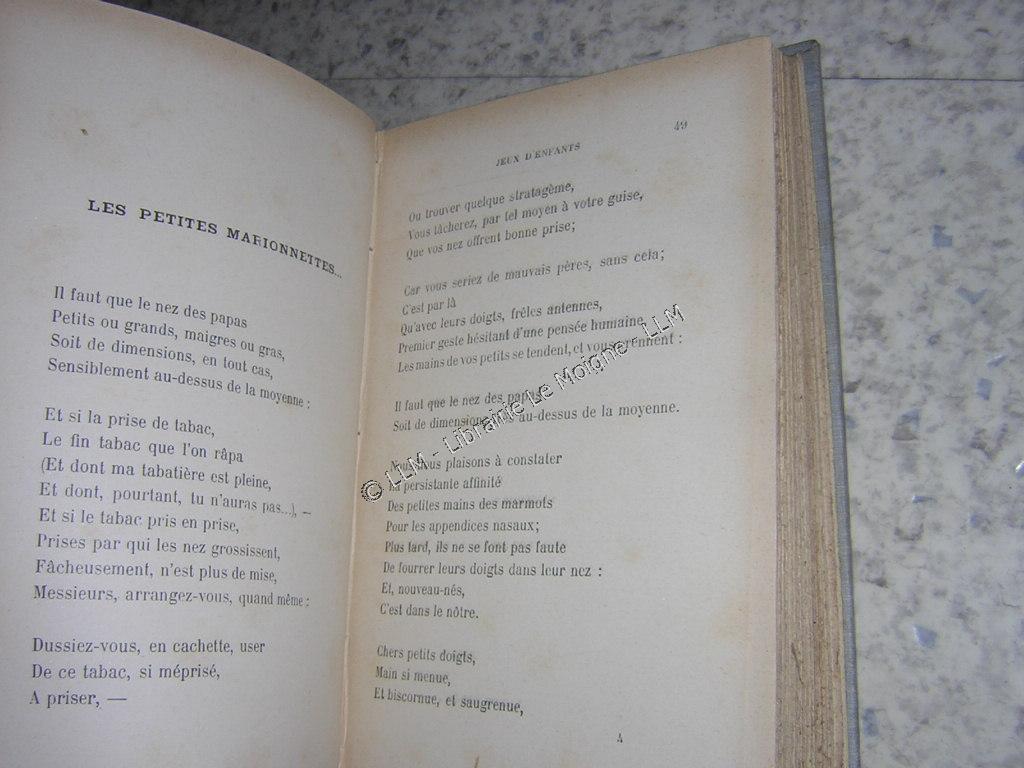 LES PETITES MARIONNETTES...
Il faut que le nez des papas
Petits ou grands, maigres ou gras,
Soit de dimensions, en tout cas,
Sensiblement au-dessus de la moyenne :
Et si la prise de tabac,
Le fin tabac que l'on râpa
(Et dont ma tabatière est pleine,
Et dont, pourtant, tu n'auras pas...), —
Et si le tabac pris en prise,
Prises par qui les nez grossissent,
Fâcheusement, n'est plus de mise,
Messieurs, arrangez-vous, quand même :
Dussiez-vous, en cachette, user
De ce tabac, si méprisé,
A priser, —
JEUX D'ENFANTS
49
Ou trouver quelque stratagème,
Vous tâcherez, par tel moyen à votre guise,
Que vos nez offrent bonne prise;
Car vous seriez de mauvais pères, sans cela;
C'est par là
Qu'avec leurs doigts, frêles antennes,
Premier geste hésitant d'une pensée humaine,
Les mains de vos petits se tendent, et vous prennent :
Il faut que le nez des papas
Soit de dimensions au-dessus de la moyenne.
Nous nous plaisons à constater
la persistante affinité
Des petites mains des marmots
Pour les appendices nasaux;
Plus tard, ils ne se font pas faute
De fourrer leurs doigts dans leur nez :
Et, nouveau-nés,
C'est dans le nôtre.
Chers petits doigts,
Main si menue,
Et biscornue, et saugrenue,
4
© LLM - Librairie Le Moigne - LLM